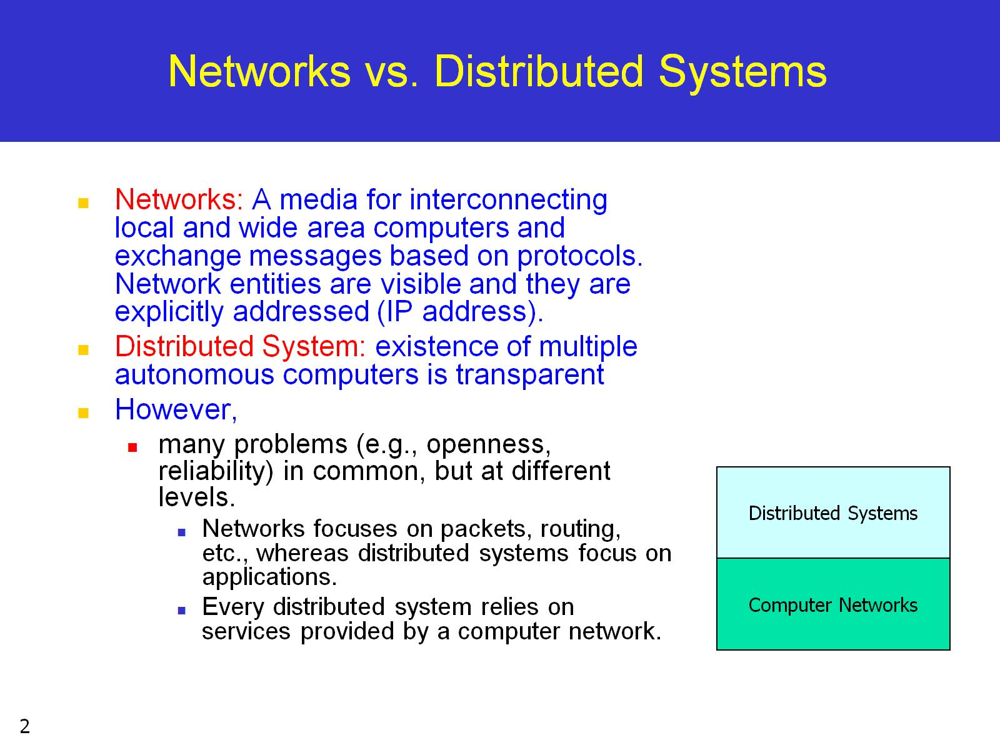 Networks vs. Distributed Systems
Networks: A media for interconnecting
local and wide area computers and
exchange messages based on protocols.
Network entities are visible and they are
explicitly addressed (IP address).
Distributed System: existence of multiple
autonomous computers is transparent
However,
many problems (e.g., openness,
reliability) in common, but at different
levels.
Networks focuses on packets, routing,
etc., whereas distributed systems focus on
applications.
Every distributed system relies on
services provided by a computer network.
Distributed Systems
Computer Networks
2